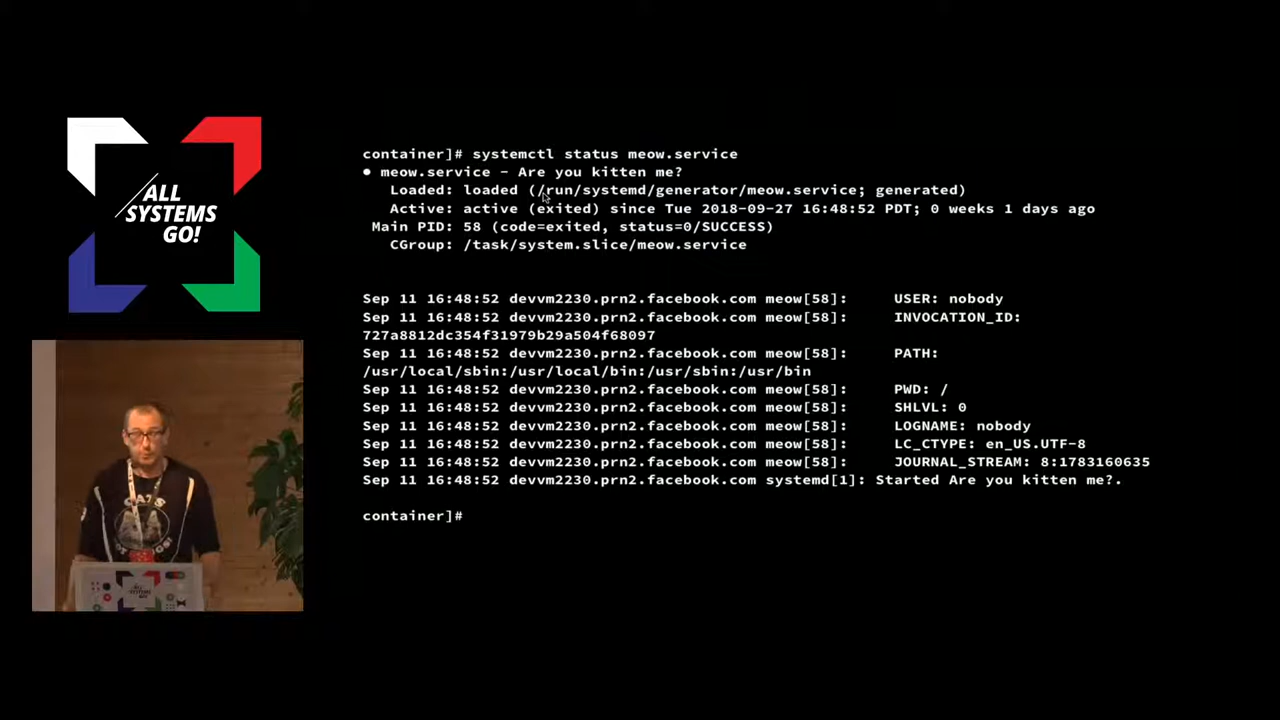 ALL
SYSTEMS
GO!
container]# systemctl status meow.service
● meow.service - Are you kitten me?
Loaded: loaded (/run/systemd/generator/meow.service; generated)
Active: active (exited) since Tue 2018-09-27 16:48:52 PDT; 0 weeks 1 days ago
Main PID: 58 (code=exited, status=0/SUCCESS)
CGroup: /task/system.slice/meow.service
Sep 11 16:48:52 devvm2230.prn2.facebook.com meow[58]: USER: nobody
Sep 11 16:48:52 devvm2230.prn2.facebook.com meow[58]: INVOCATION_ID:
727a8812dc354f31979b29a504f68097
Sep 11 16:48:52 devvm2230.prn2.facebook.com meow[58]: PATH:
/usr/local/sbin:/usr/local/bin:/usr/sbin:/usr/bin
Sep 11 16:48:52 devvm2230.prn2.facebook.com meow[58]: PWD: /
Sep 11 16:48:52 devvm2230.prn2.facebook.com meow[58]: SHLVL: 0
Sep 11 16:48:52 devvm2230.prn2.facebook.com meow[58]: LOGNAME: nobody
Sep 11 16:48:52 devvm2230.prn2.facebook.com meow[58]: LC_CTYPE: en_US.UTF-8
Sep 11 16:48:52 devvm2230.prn2.facebook.com meow[58]: JOURNAL_STREAM: 8:1783160635
Sep 11 16:48:52 devvm2230.prn2.facebook.com systemd[1]: Started Are you kitten me?.
container]#
CATS
ALL
SYSTEMS
GO!